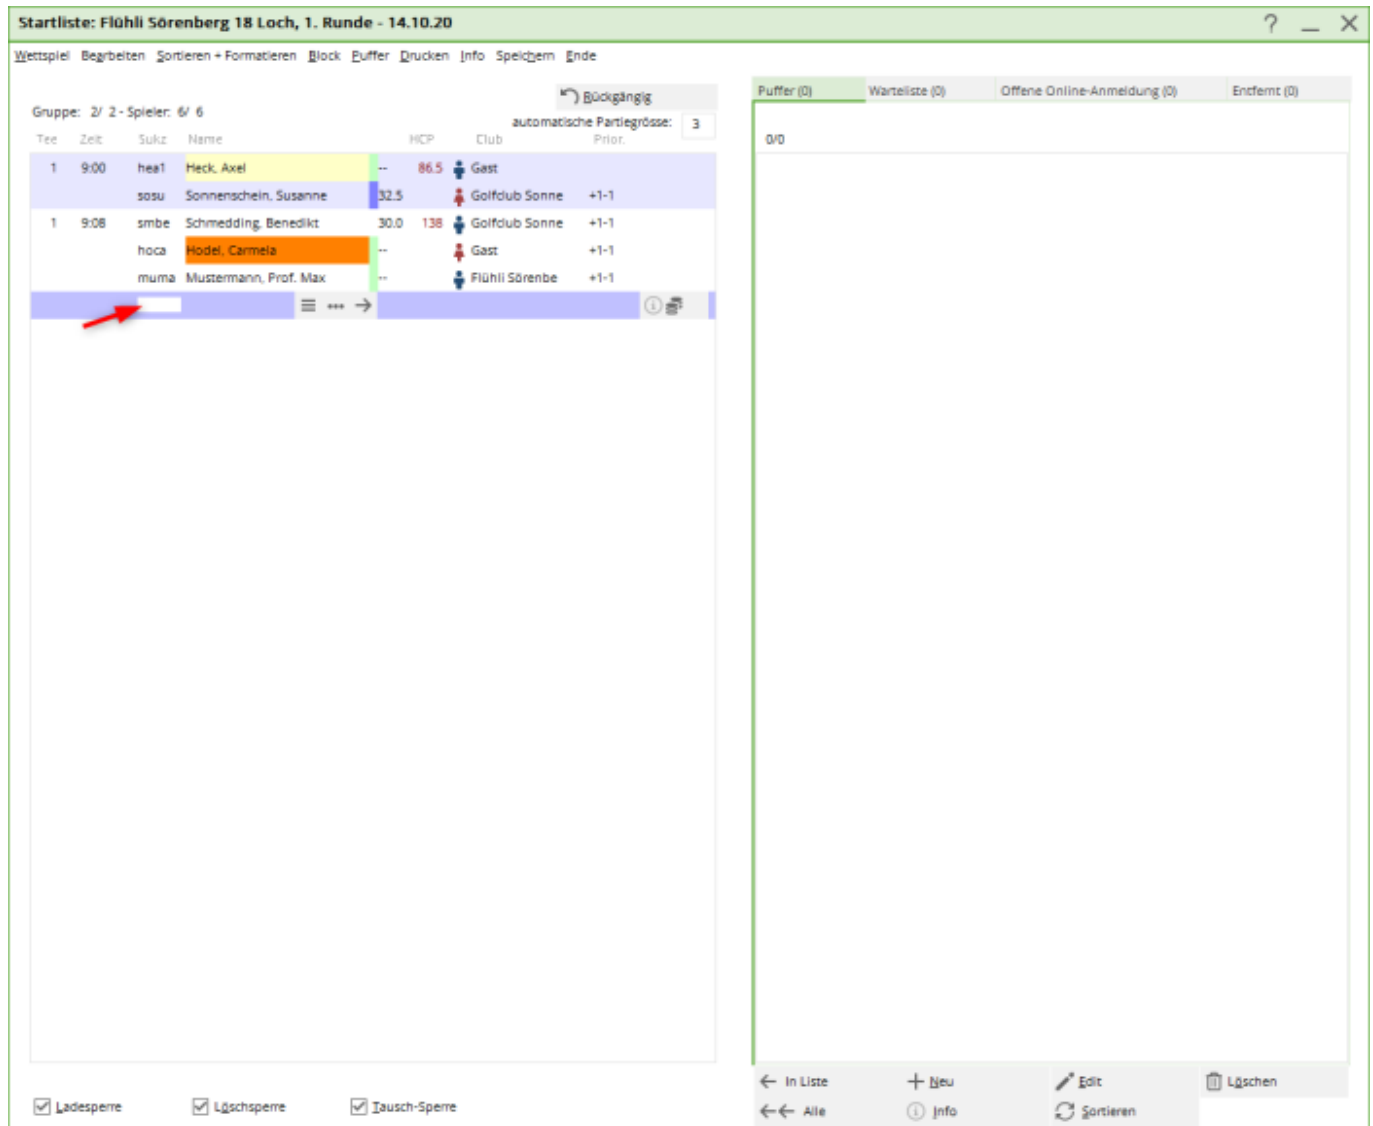 Startliste: Flühli Sörenberg 18 Loch, 1. Runde - 14.10.20 ?
Wettspiel Bearbeiten Sortieren + Formatieren Block Puffer Drucken Info Speichern Ende
Rückgängig
Gruppe: 2/ 2 - Spieler: 6/ 6
automatische Partiegrösse: 3
Tee Zeit Sukz Name HCP Club Prior.
1 9:00 hea1 Heck, Axel -- 86.5 Gast
sosu Sonnenschein, Susanne 32.5 Golfclub Sonne +1-1
1 9:08 smbe Schmedding, Benedikt 30.0 138 Golfclub Sonne +1-1
hoca Hodel, Carmela -- Gast +1-1
muma Mustermann, Prof. Max -- Flühli Sörenbe +1-1
Ladesperre Löschsperre Tausch-Sperre
Puffer (0) Warteliste (0) Offene Online-Anmeldung (0) Entfernt (0)
0/0
In Liste Neu Edit Löschen
Alle Info Sortieren